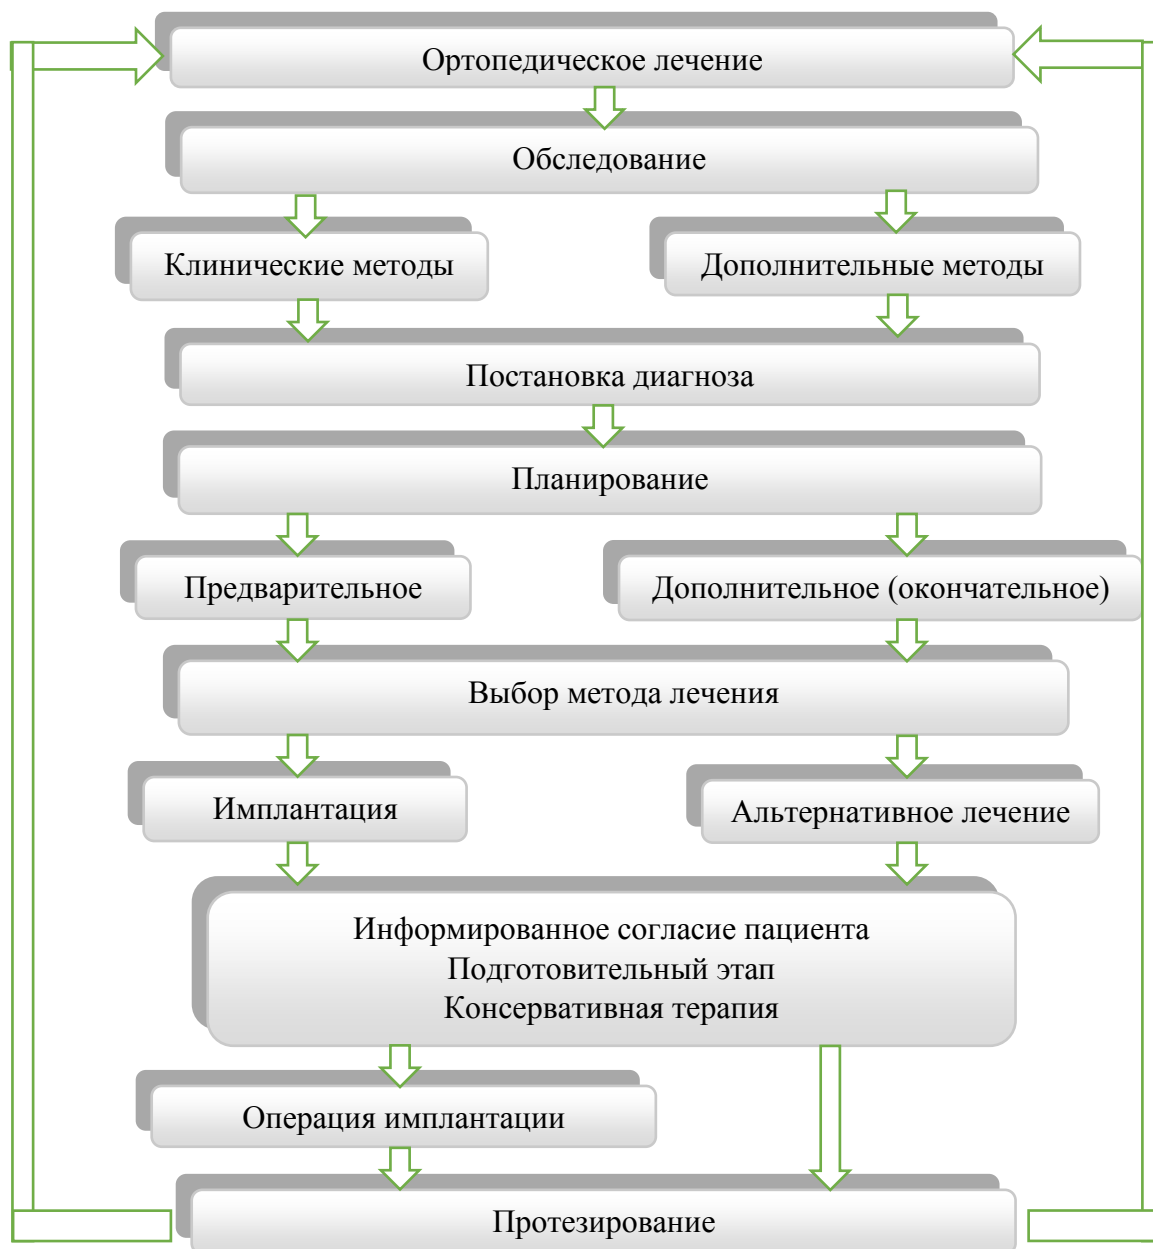 Ортопедическое лечение
Обследование
Клинические методы
Дополнительные методы
Постановка диагноза
Планирование
Предварительное
Дополнительное (окончательное)
Выбор метода лечения
Имплантация
Альтернативное лечение
Информированное согласие пациента
Подготовительный этап
Консервативная терапия
Операция имплантации
Протезирование